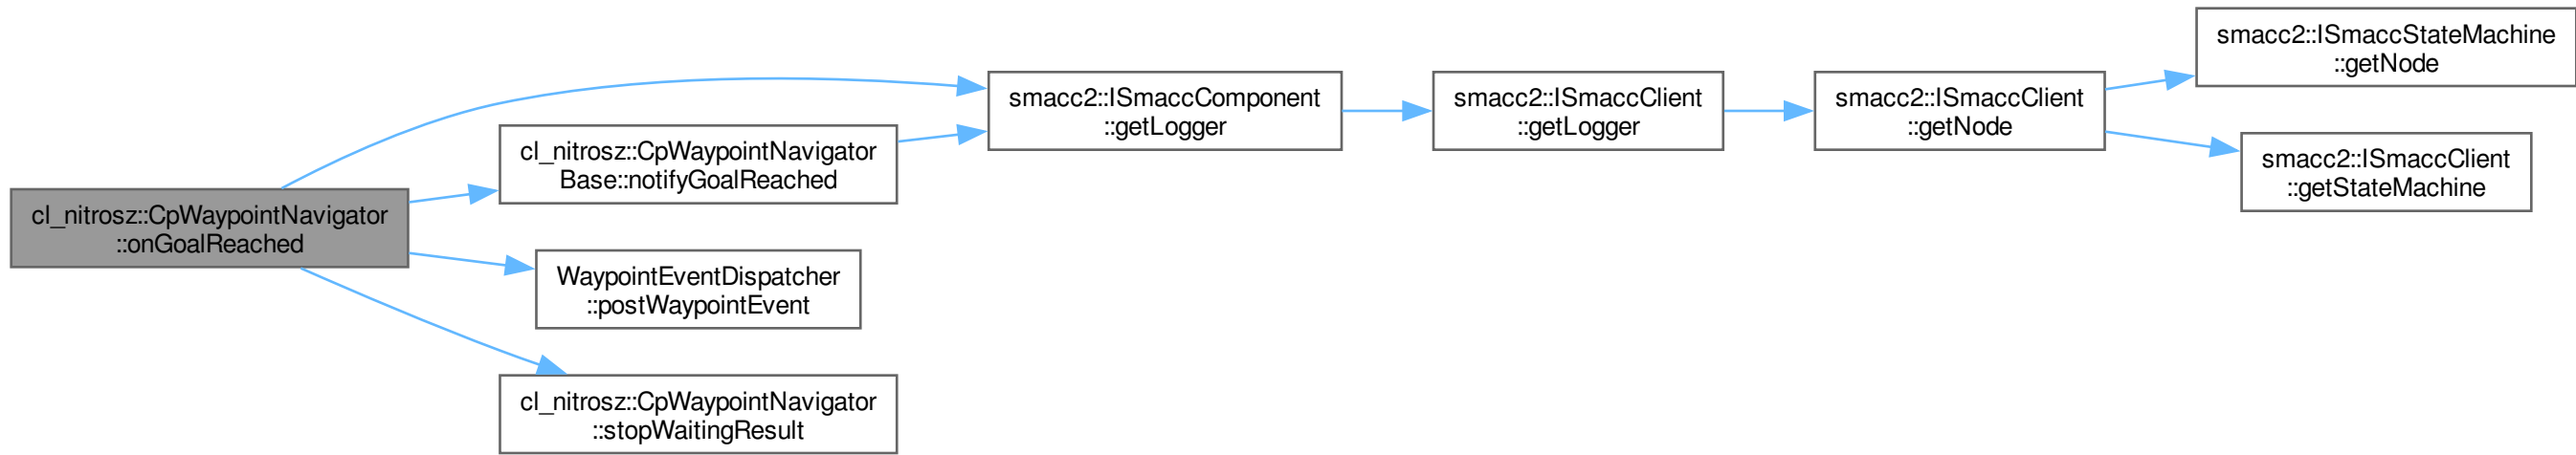 cl_nitrosz::CpWaypointNavigator
::onGoalReached
cl_nitrosz::CpWaypointNavigator
Base::notifyGoalReached
WaypointEventDispatcher
::postWaypointEvent
cl_nitrosz::CpWaypointNavigator
::stopWaitingResult
smacc2::ISmaccComponent
::getLogger
smacc2::ISmaccClient
::getLogger
smacc2::ISmaccClient
::getNode
smacc2::ISmaccStateMachine
::getNode
smacc2::ISmaccClient
::getStateMachine